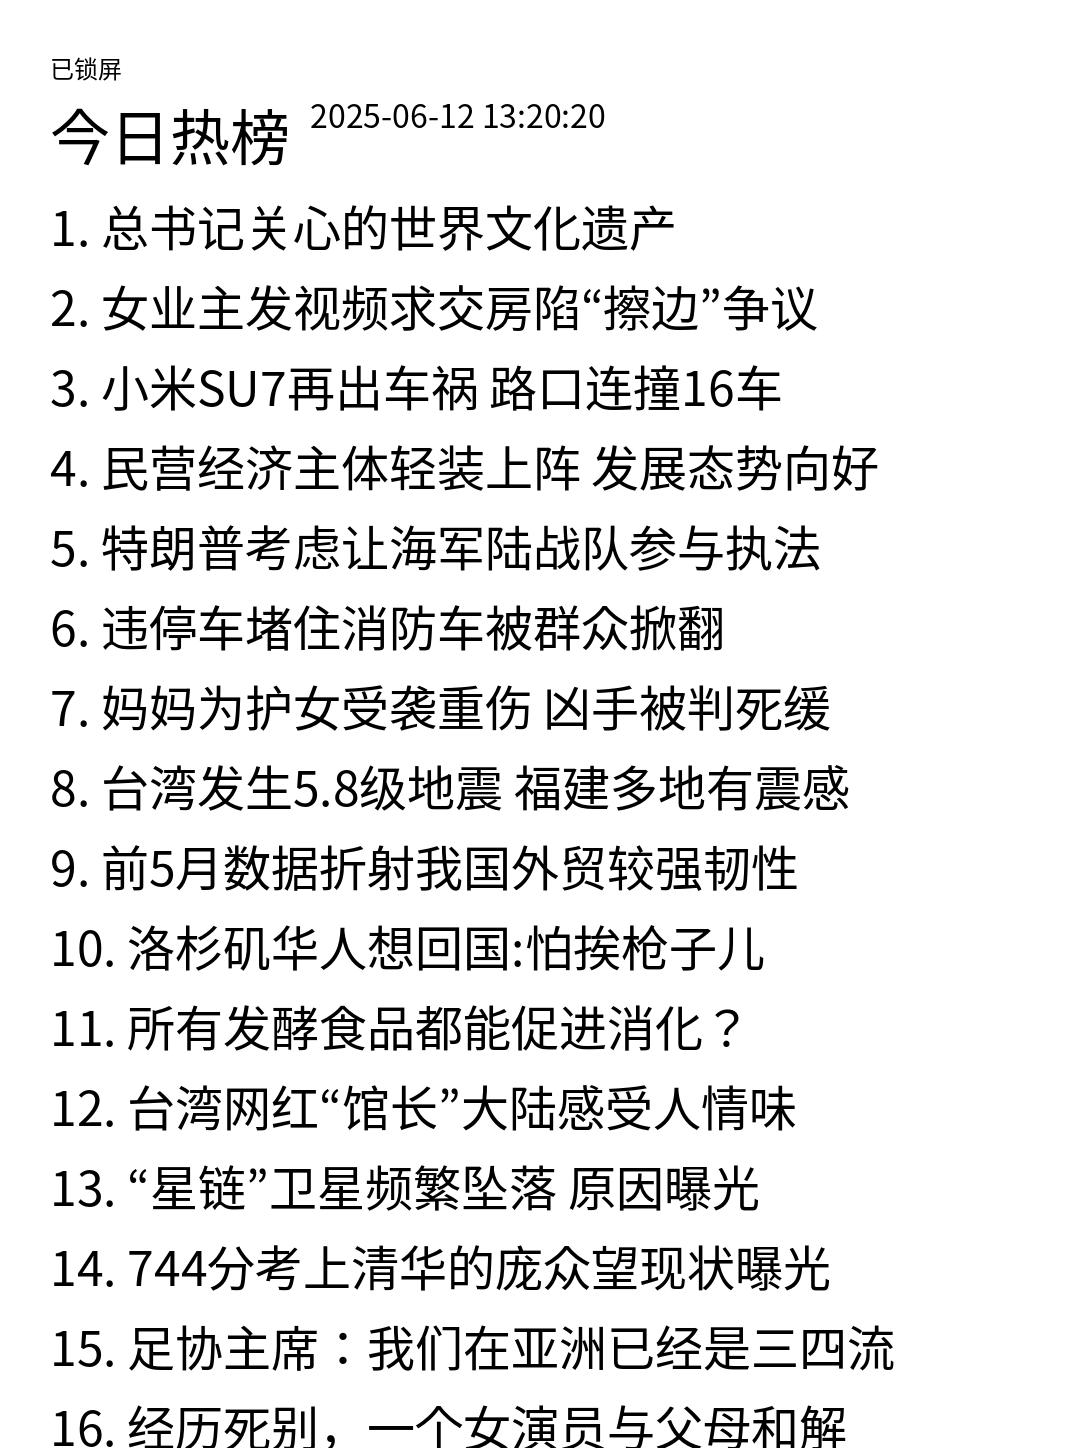 已锁屏
今日热榜 2025-06-12 13:20:20
1. 总书记关心的世界文化遗产
2. 女业主发视频求交房陷“擦边”争议
3. 小米SU7再出车祸 路口连撞16车
4. 民营经济主体轻装上阵 发展态势向好
5. 特朗普考虑让海军陆战队参与执法
6. 违停车堵住消防车被群众掀翻
7. 妈妈为护女受袭重伤 凶手被判死缓
8. 台湾发生5.8级地震 福建多地有震感
9. 前5月数据折射我国外贸较强韧性
10. 洛杉矶华人想回国:怕挨枪子儿
11. 所有发酵食品都能促进消化？
12. 台湾网红“馆长”大陆感受人情味
13. “星链”卫星频繁坠落 原因曝光
14. 744分考上清华的庞众望现状曝光
15. 足协主席：我们在亚洲已经是三四流
16. 经历死别，一个女演员与父母和解